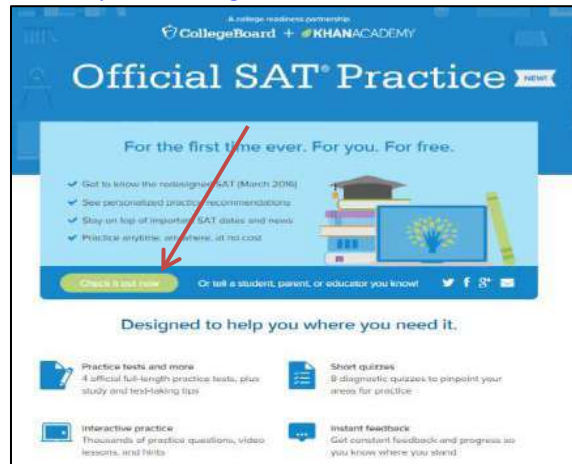 A college readiness partnership
CollegeBoard + KHANACADEMY
Official SAT® Practice NEW!
For the first time ever. For you. For free.
Get to know the redesigned SAT (March 2016)
See personalized practice recommendations
Stay on top of important SAT dates and news
Practice anytime, anywhere, at no cost
Check it out now Or tell a student, parent, or educator you know!
Designed to help you where you need it.
Practice tests and more
4 official full-length practice tests, plus
study and test-taking tips
Short quizzes
8 diagnostic quizzes to pinpoint your
areas for practice
Interactive practice
Thousands of practice questions, video
lessons, and hints
Instant feedback
Get constant feedback and progress so
you know where you stand